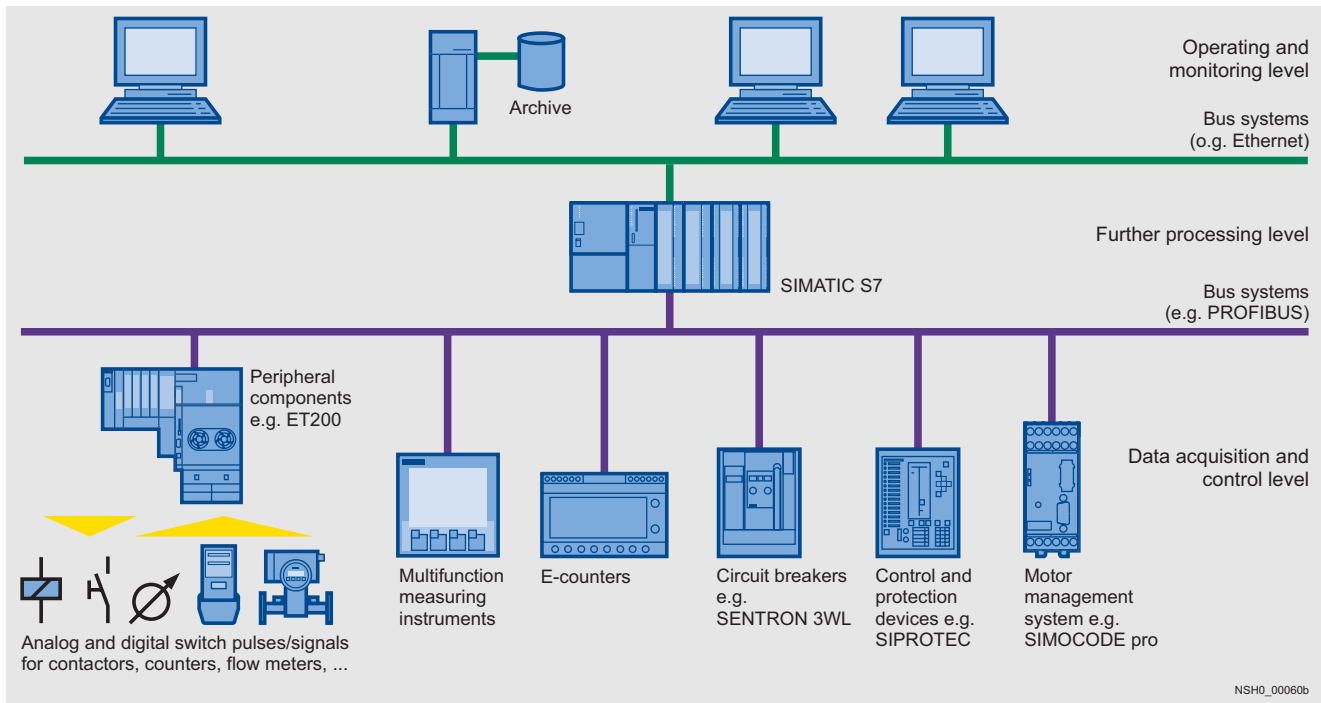 Operating and
monitoring level
Archive
Bus systems
(o.g. Ethernet)
Further processing level
SIMATIC S7
Bus systems
(e.g. PROFIBUS)
Peripheral
components
e.g. ET200
Data acquisition and
control level
Multifunction
measuring
instruments
E-counters
Circuit breakers
e.g.
SENTRON 3WL
Control and
protection
devices e.g.
SIPROTEC
Motor
management
system e.g.
SIMOCODE pro
Analog and digital switch pulses/signals
for contactors, counters, flow meters, ...
NSH0_00060b